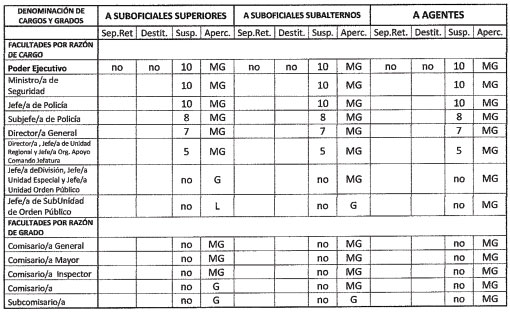 DENOMINACIÓN DE CARGOS Y GRADOS | A SUBOFICIALES SUPERIORES | A SUBOFICIALES SUBALTERNOS | A AGENTES
Sep.Ret | Destit. | Susp. | Aperc. | Sep.Ret. | Destit. | Susp. | Aperc. | Sep.Ret. | Destit. | Susp. | Aperc.
FACULTADES POR RAZÓN DE CARGO
Poder Ejecutivo | no | no | 10 | MG | no | no | 10 | MG | no | no | 10 | MG
Ministro/a de Seguridad | 10 | MG | 10 | MG | 10 | MG
Jefe/a de Policía | 10 | MG | 10 | MG | 10 | MG
Subjefe/a de Policía | 8 | MG | 8 | MG | 8 | MG
Director/a General | 7 | MG | 7 | MG | 7 | MG
Director/a , Jefe/a de Unidad Regional y Jefe/a Org. Apoyo Comando Jefatura | 5 | MG | 5 | MG | 5 | MG
Jefe/a deDivisión, Jefe/a Unidad Especial y Jefe/a Unidad Orden Público | no | G | no | MG | no | MG
Jefe/a de SubUnidad de Orden Público | no | L | no | G | no | MG
FACULTADES POR RAZÓN DE GRADO
Comisario/a General | no | MG | no | MG | no | MG
Comisario/a Mayor | no | MG | no | MG | no | MG
Comisario/a Inspector | no | MG | no | MG | no | MG
Comisario/a | no | G | no | MG | no | MG
Subcomisario/a | no | G | no | G | no | MG